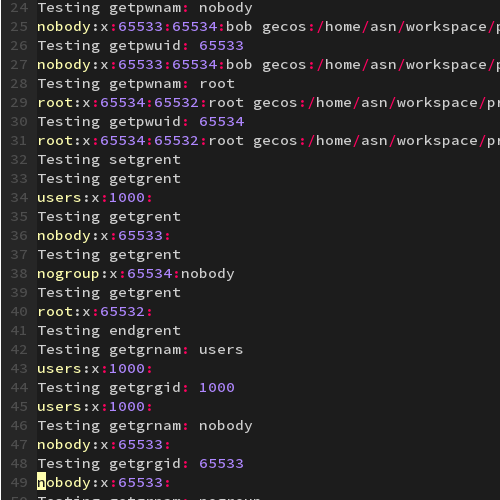 24 Testing getpwnam: nobody
25 nobody:x:65533:65534:bob gecos:/home/asn/workspace/
26 Testing getpwuid: 65533
27 nobody:x:65533:65534:bob gecos:/home/asn/workspace/
28 Testing getpwnam: root
29 root:x:65534:65532:root gecos:/home/asn/workspace/
30 Testing getpwuid: 65534
31 root:x:65534:65532:root gecos:/home/asn/workspace/
32 Testing setgrent
33 Testing getgrent
34 users:x:1000:
35 Testing getgrent
36 nobody:x:65533:
37 Testing getgrent
38 nogroup:x:65534:nobody
39 Testing getgrent
40 root:x:65532:
41 Testing endgrent
42 Testing getgrnam: users
43 users:x:1000:
44 Testing getgrgid: 1000
45 users:x:1000:
46 Testing getgrnam: nobody
47 nobody:x:65533:
48 Testing getgrgid: 65533
49 nobody:x:65533: